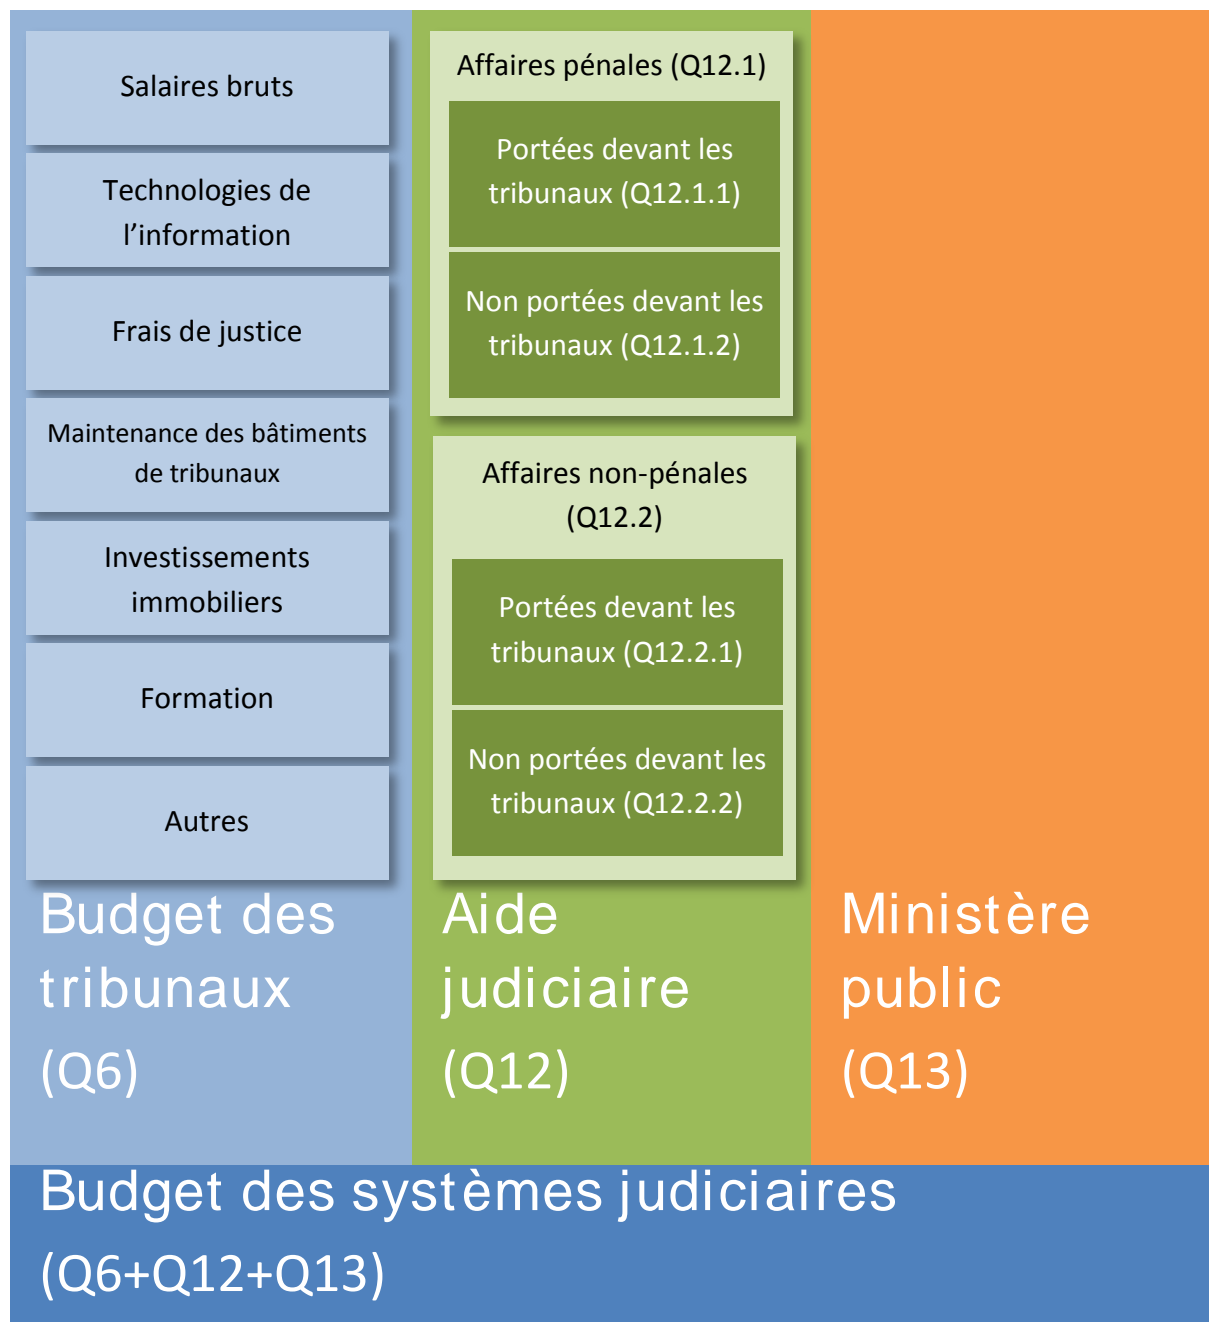 Salaires bruts
Technologies de
l’information
Frais de justice
Maintenance des bâtiments
de tribunaux
Investissements
immobiliers
Formation
Autres
Budget des
tribunaux
(Q6)
Affaires pénales (Q12.1)
Portées devant les
tribunaux (Q12.1.1)
Non portées devant les
tribunaux (Q12.1.2)
Affaires non-pénales
(Q12.2)
Portées devant les
tribunaux (Q12.2.1)
Non portées devant les
tribunaux (Q12.2.2)
Aide
judiciaire
(Q12)
Ministère
public
(Q13)
Budget des systèmes judiciaires
(Q6+Q12+Q13)